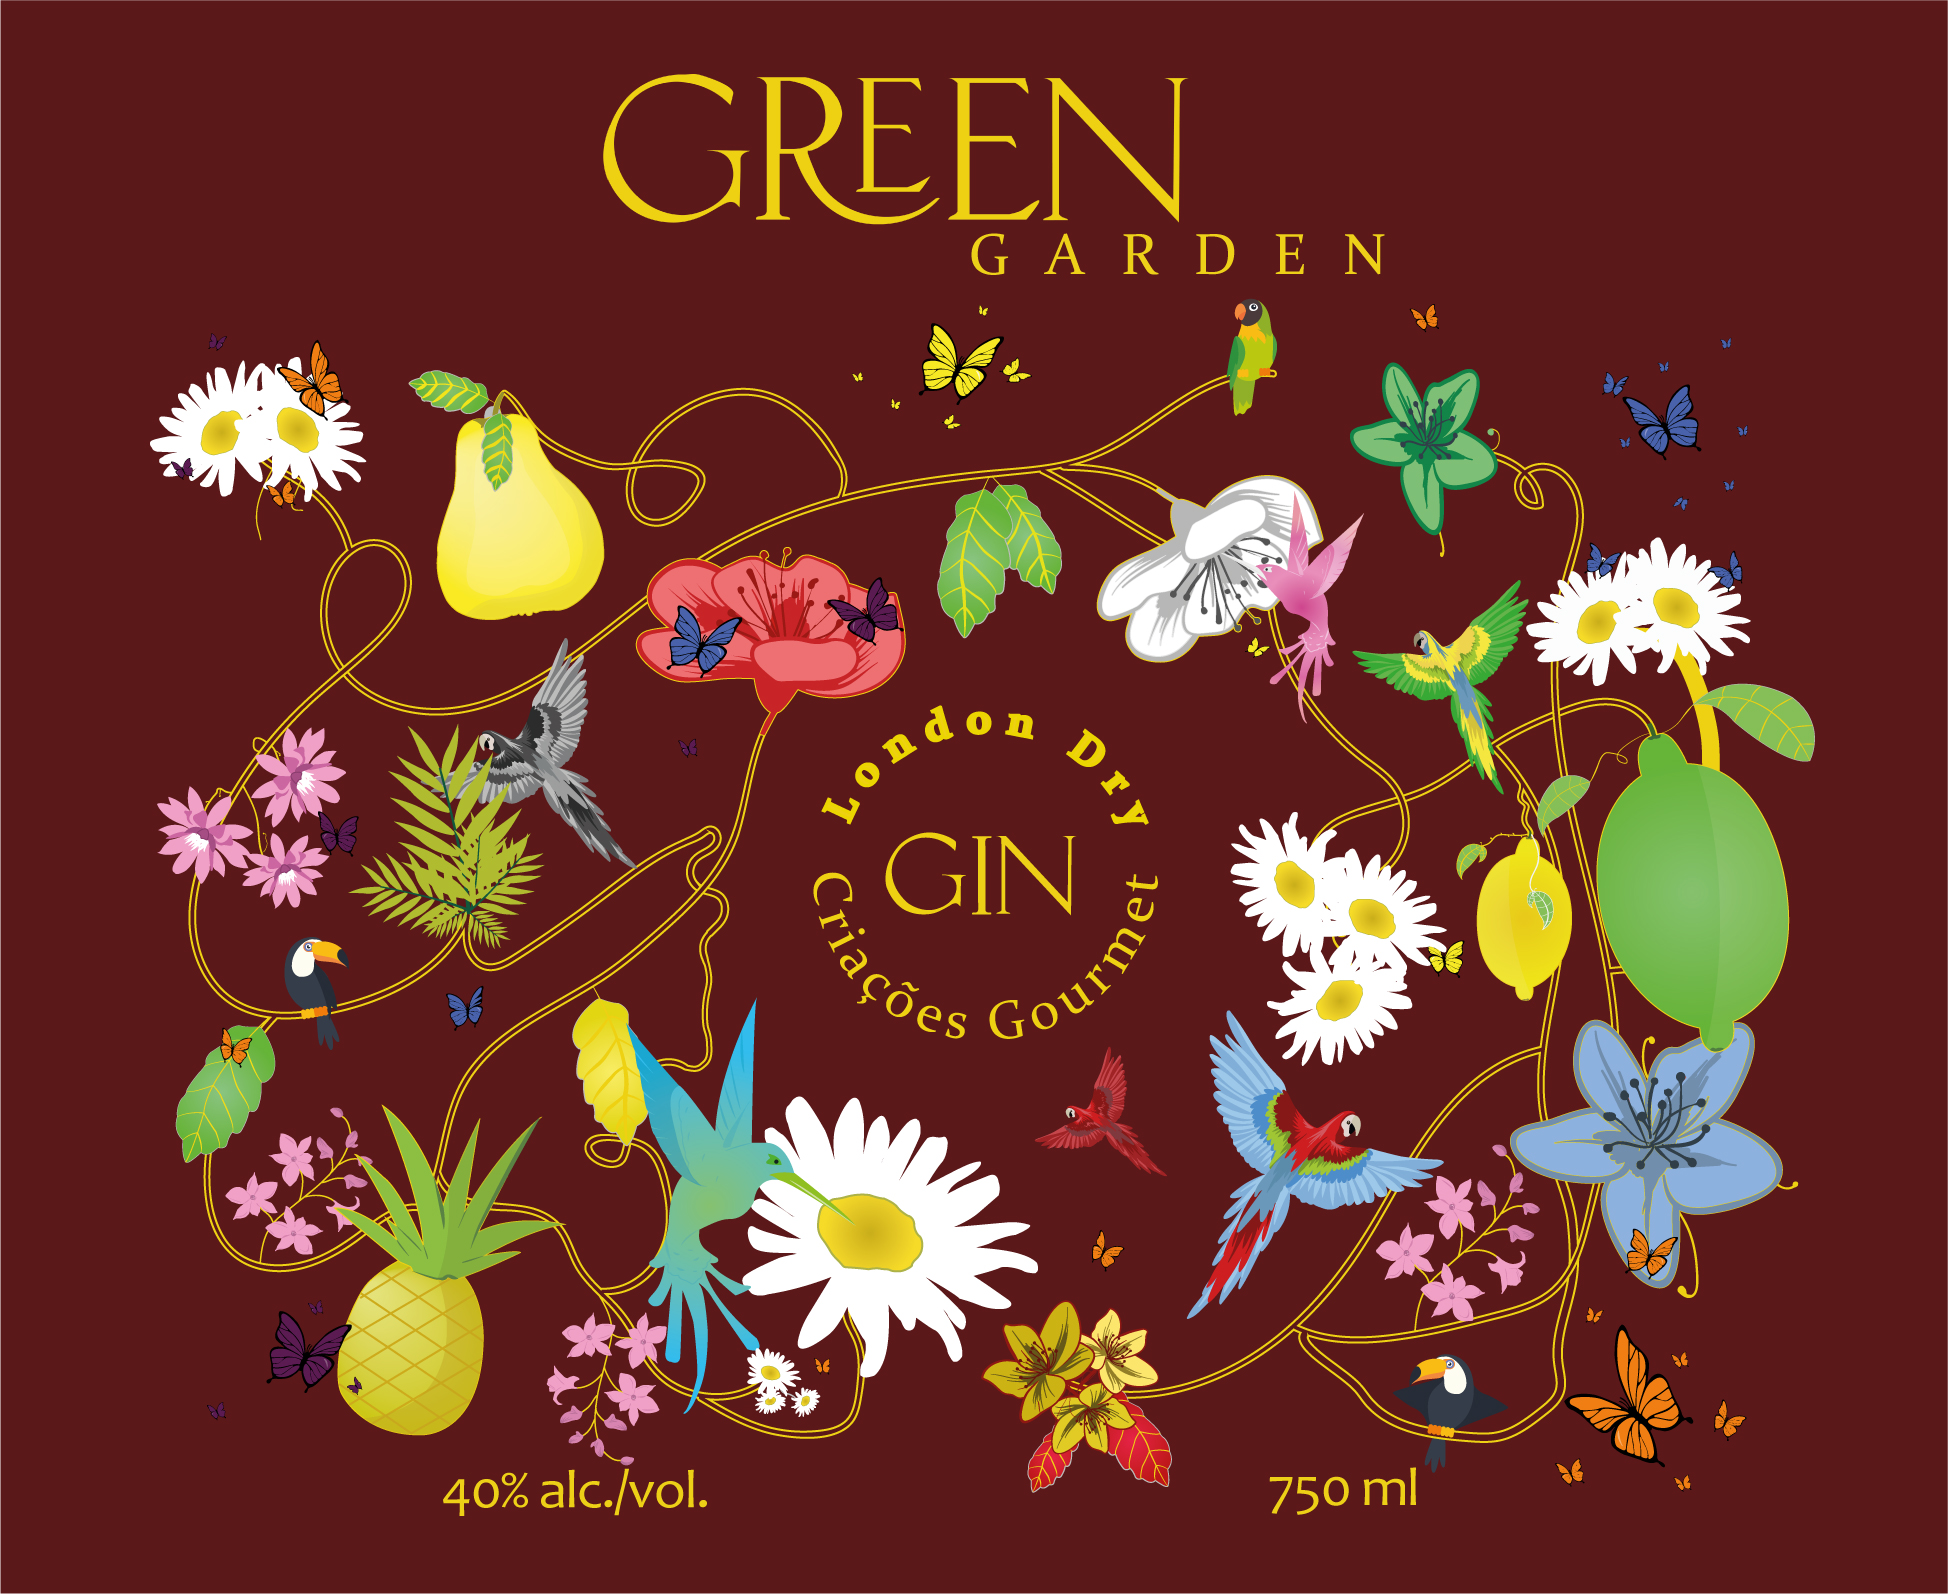 GREEN
GARDEN
London Dry
GIN
Criações Gourmet
40% alc./vol.
750 ml